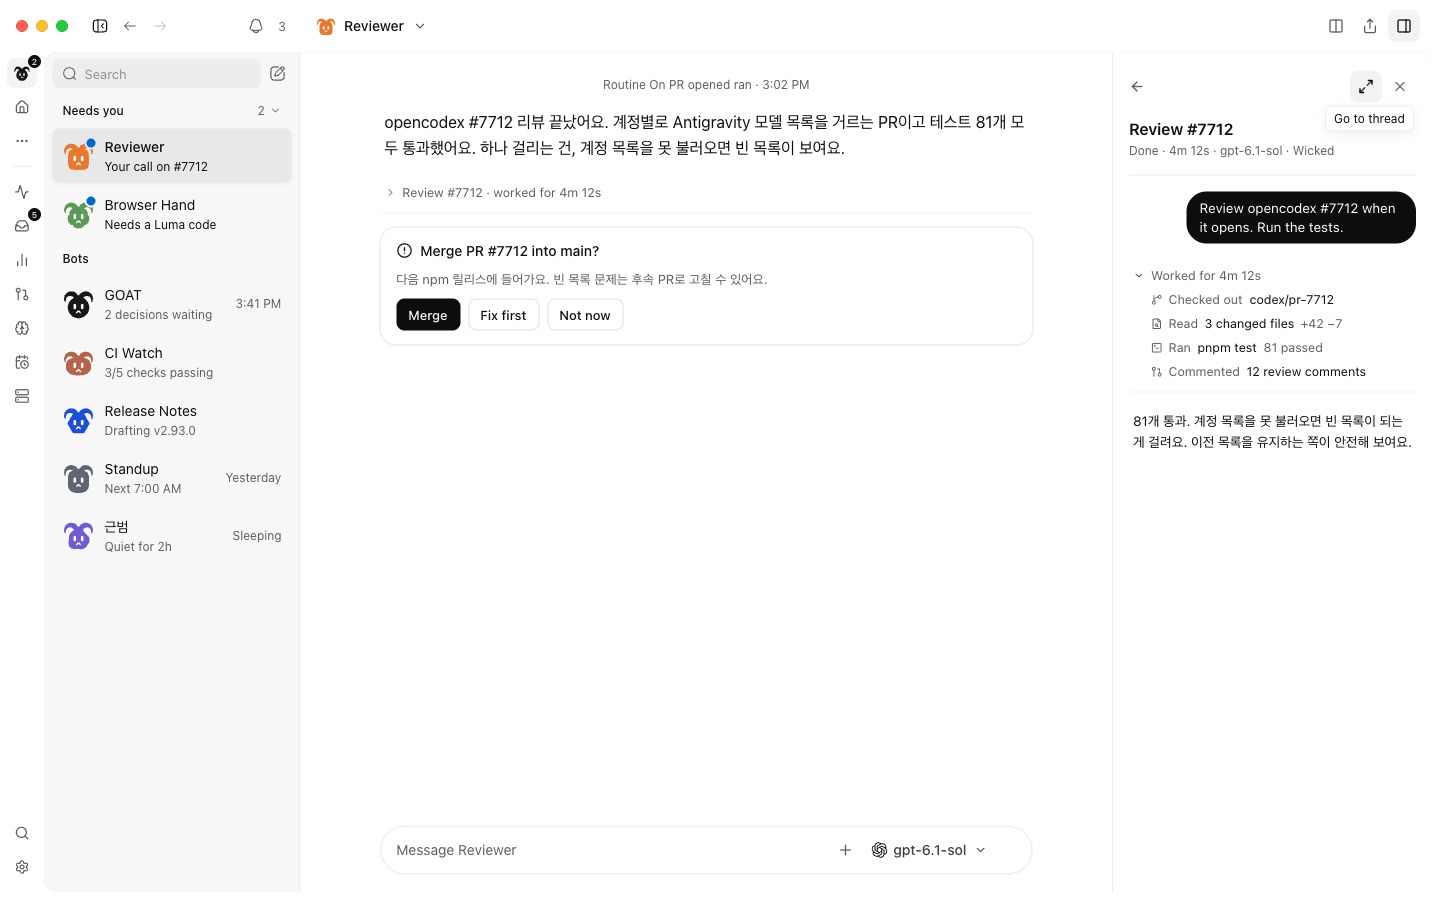 3
Reviewer
2
5
Search
Needs you 2
Reviewer
Your call on #7712
Browser Hand
Needs a Luma code
Bots
GOAT 3:41 PM
2 decisions waiting
CI Watch
3/5 checks passing
Release Notes
Drafting v2.93.0
Standup Yesterday
Next 7:00 AM
근범 Sleeping
Quiet for 2h
Routine On PR opened ran · 3:02 PM
opencodex #7712 리뷰 끝났어요. 계정별로 Antigravity 모델 목록을 거르는 PR이고 테스트 81개 모
두 통과했어요. 하나 걸리는 건, 계정 목록을 못 불러오면 빈 목록이 보여요.
Review #7712 · worked for 4m 12s
Merge PR #7712 into main?
다음 npm 릴리스에 들어가요. 빈 목록 문제는 후속 PR로 고칠 수 있어요.
Merge Fix first Not now
Message Reviewer gpt-6.1-sol
Go to thread
Review #7712
Done · 4m 12s · gpt-6.1-sol · Wicked
Review opencodex #7712 when
it opens. Run the tests.
Worked for 4m 12s
Checked out codex/pr-7712
Read 3 changed files +42 −7
Ran pnpm test 81 passed
Commented 12 review comments
81개 통과. 계정 목록을 못 불러오면 빈 목록이 되는
게 걸려요. 이전 목록을 유지하는 쪽이 안전해 보여요.